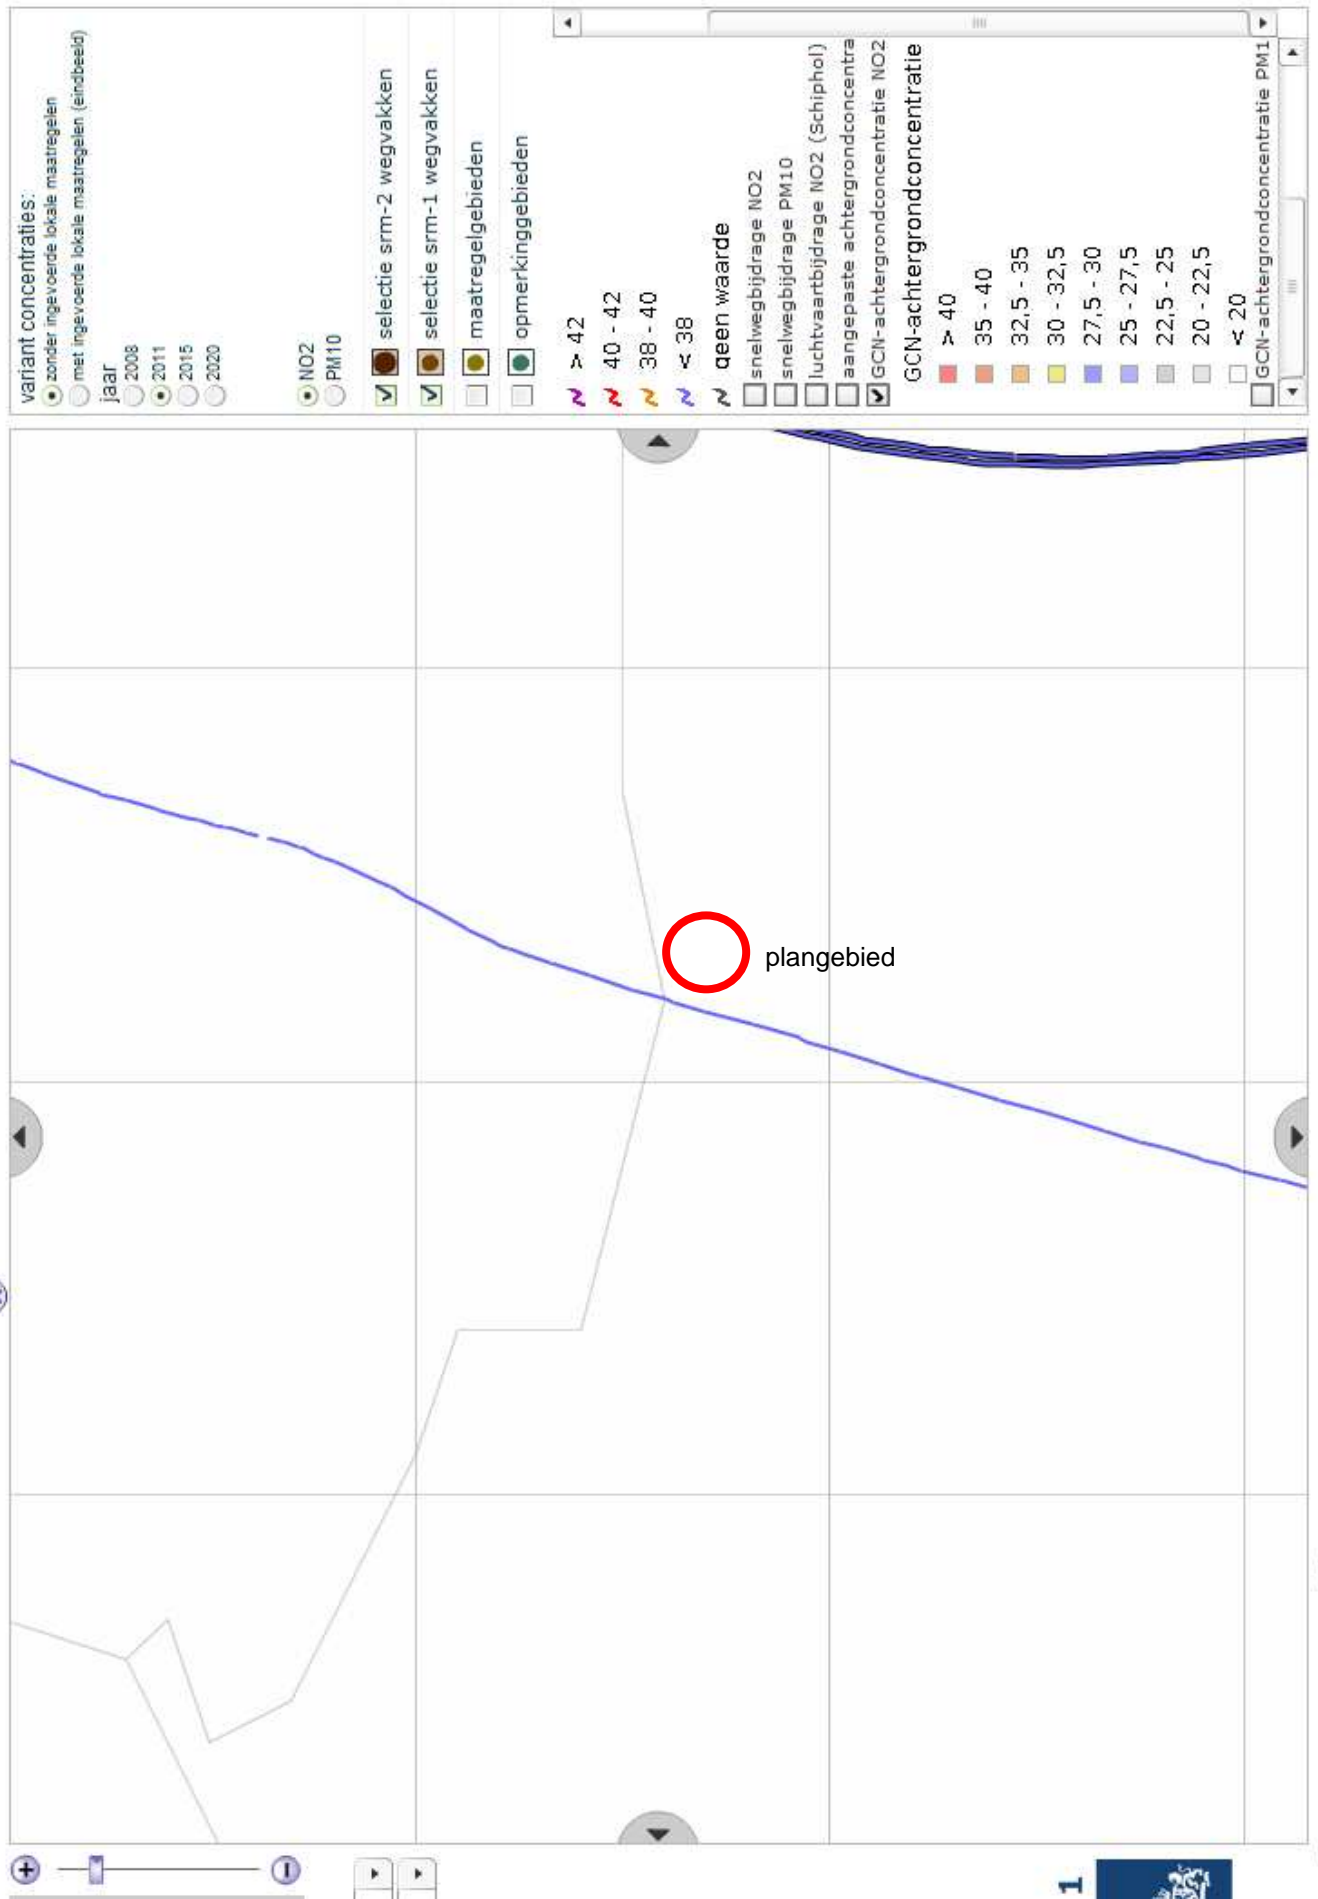 variant concentraties:
zonder ingevoerde lokale maatregelen
met ingevoerde lokale maatregelen (eindbeeld)
jaar
2008
2011
2015
2020
NO2
PM10
selectie srm-2 wegvakken
selectie srm-1 wegvakken
maatregelgebieden
opmerkinggebieden
> 42
40 - 42
38 - 40
< 38
geen waarde
snelwegbijdrage NO2
snelwegbijdrage PM10
luchtvaartbijdrage NO2 (Schiphol)
aangepaste achtergrondconcentra
GCN-achtergrondconcentratie NO2
GCN-achtergrondconcentratie
> 40
35 - 40
32,5 - 35
30 - 32,5
27,5 - 30
25 - 27,5
22,5 - 25
20 - 22,5
< 20
GCN-achtergrondconcentratie PM1
plangebied
1